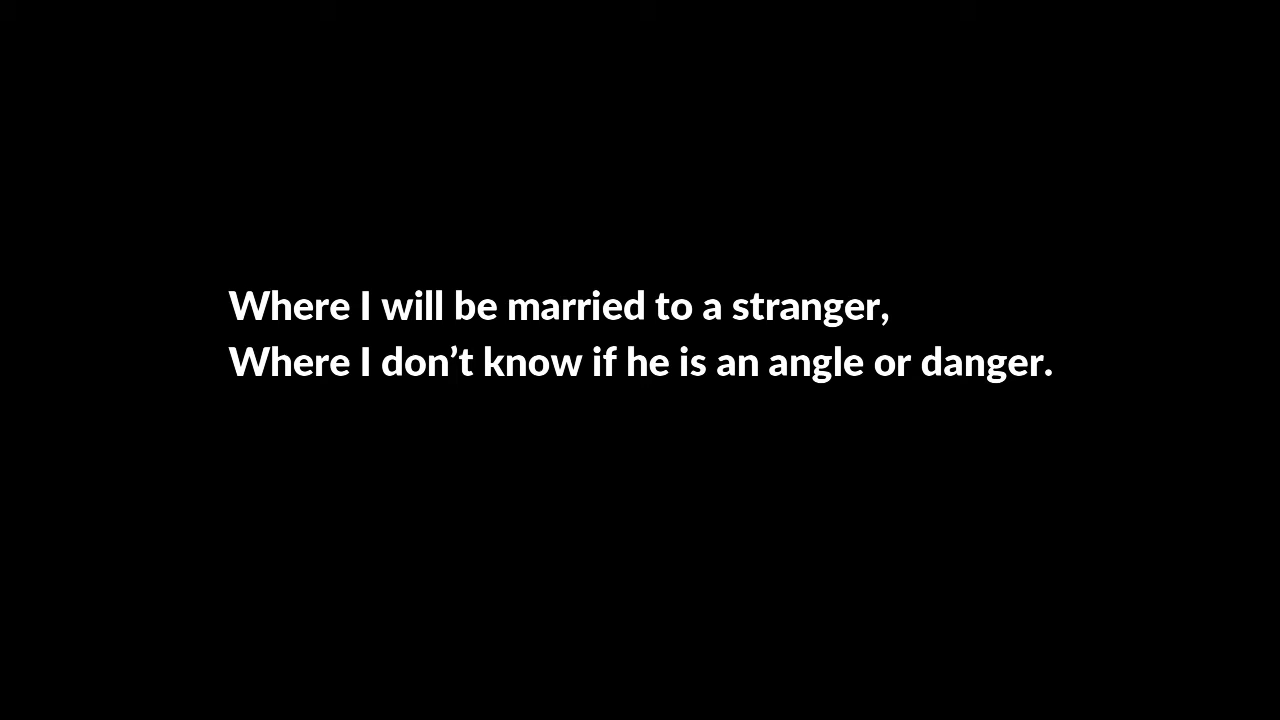 Where I will be married to a stranger,
Where I don’t know if he is an angle or danger.